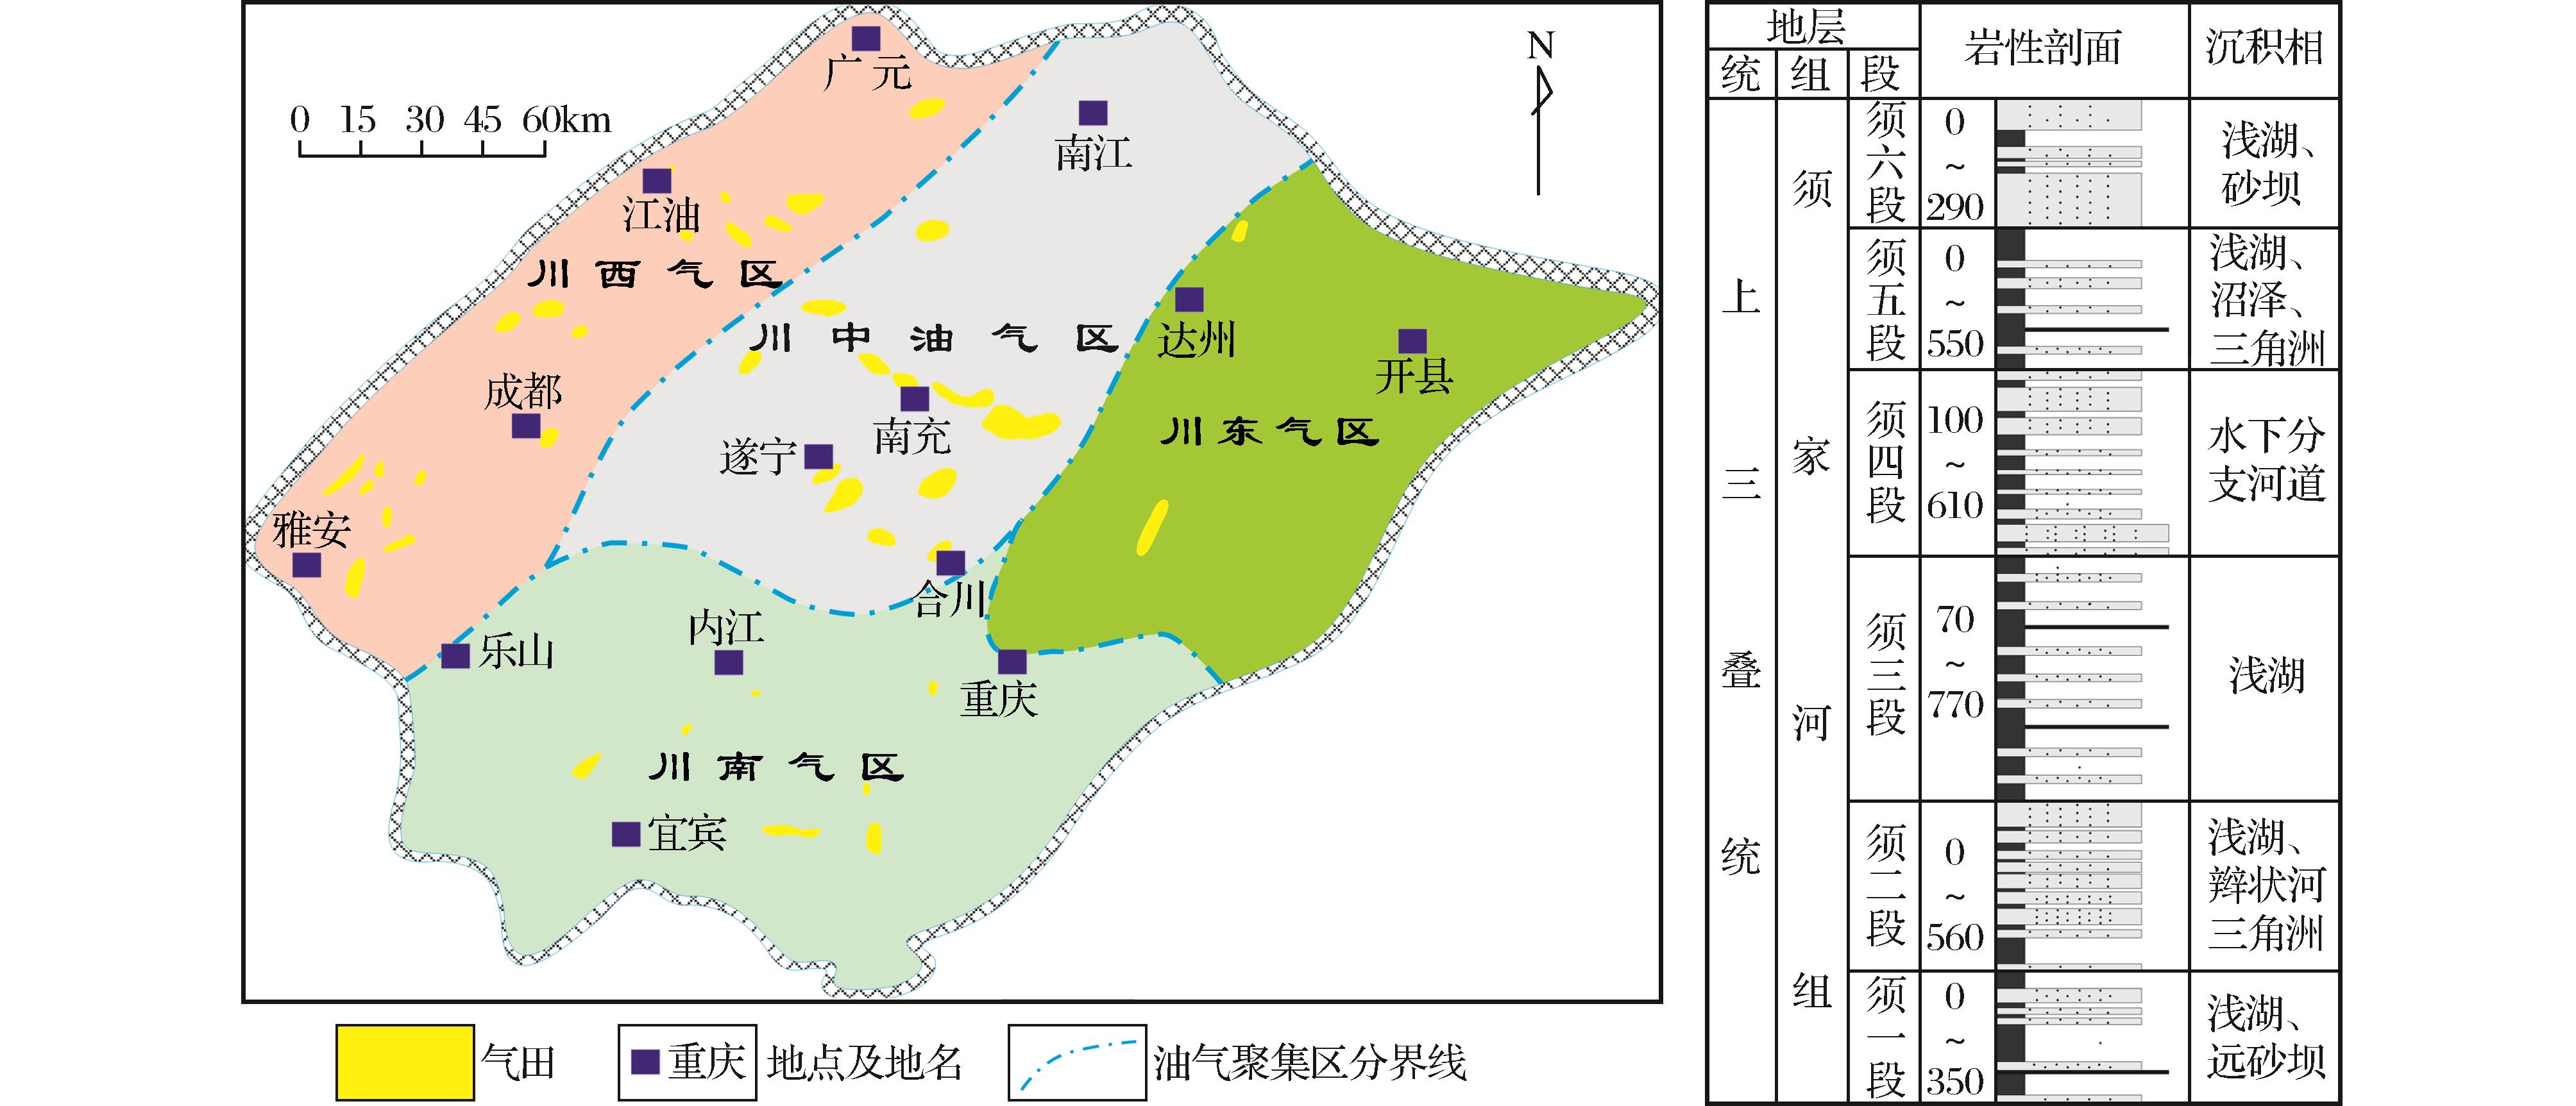 广元
N
0 15 30 45 60km
南江
江油
川西气区
川中油气区
达州
开县
成都
南充
川东气区
遂宁
雅安
合川
内江
乐山
重庆
川南气区
宜宾
气田
重庆 地点及地名
油气聚集区分界线
地层 岩性剖面 沉积相
统 组 段
上三叠统
须家河组
须六段 0~290 浅湖、砂坝
须五段 0~550 浅湖、沼泽、三角洲
须四段 100~610 水下分支河道
须三段 70~770 浅湖
须二段 0~560 浅湖、辫状河三角洲
须一段 0~350 浅湖、远砂坝